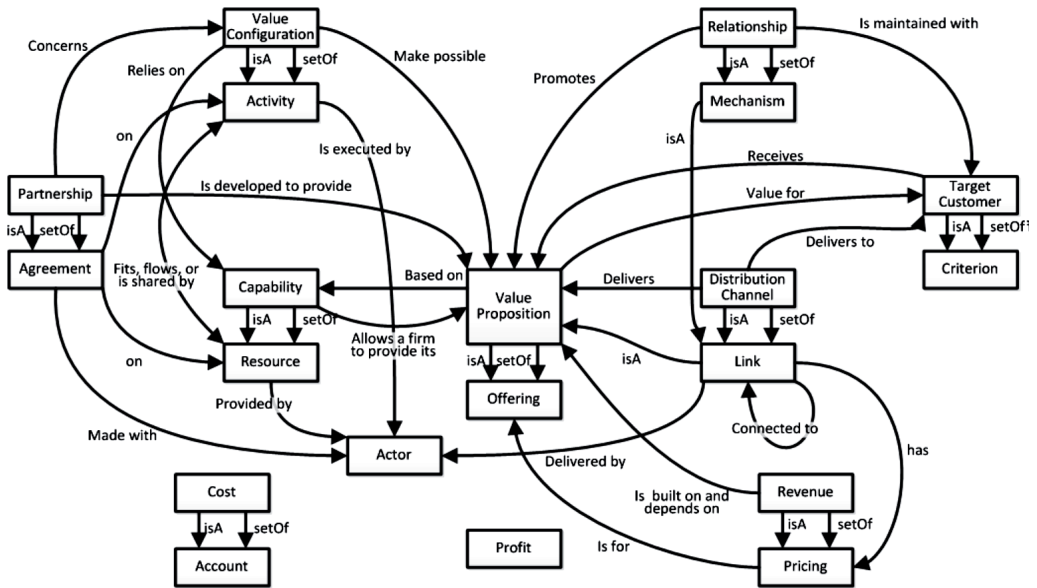 Value
Configuration
Relationship
Is maintained with
Concerns
isA
setOf
Make possible
isA
setOf
Relies on
Promotes
Activity
Mechanism
on
Is executed by
isA
Receives
Partnership
Is developed to provide
Value for
Target
Customer
isA
setOf
isA
setOf
Delivers to
Agreement
Fits, flows, or
is shared by
Capability
Based on
Value
Proposition
Delivers
Distribution
Channel
Criterion
isA
setOf
isA
setOf
Allows a firm
to provide its
on
Resource
isA
setOf
isA
Link
Provided by
Offering
Connected to
Made with
Actor
Delivered by
has
Cost
Is built on and
depends on
Revenue
isA
setOf
isA
setOf
Profit
Is for
Account
Pricing